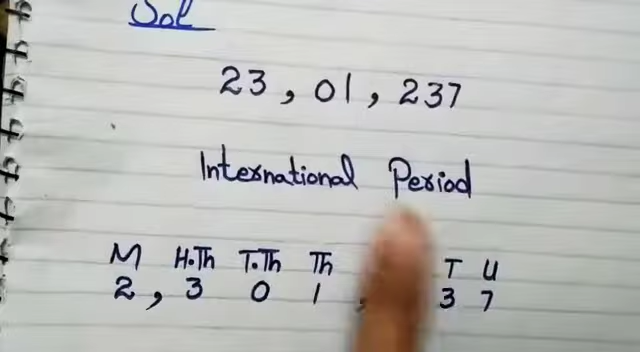 Sol
23, 01, 237
International Period
M H.Th T.Th Th T U
2, 3 0 1 , 3 7